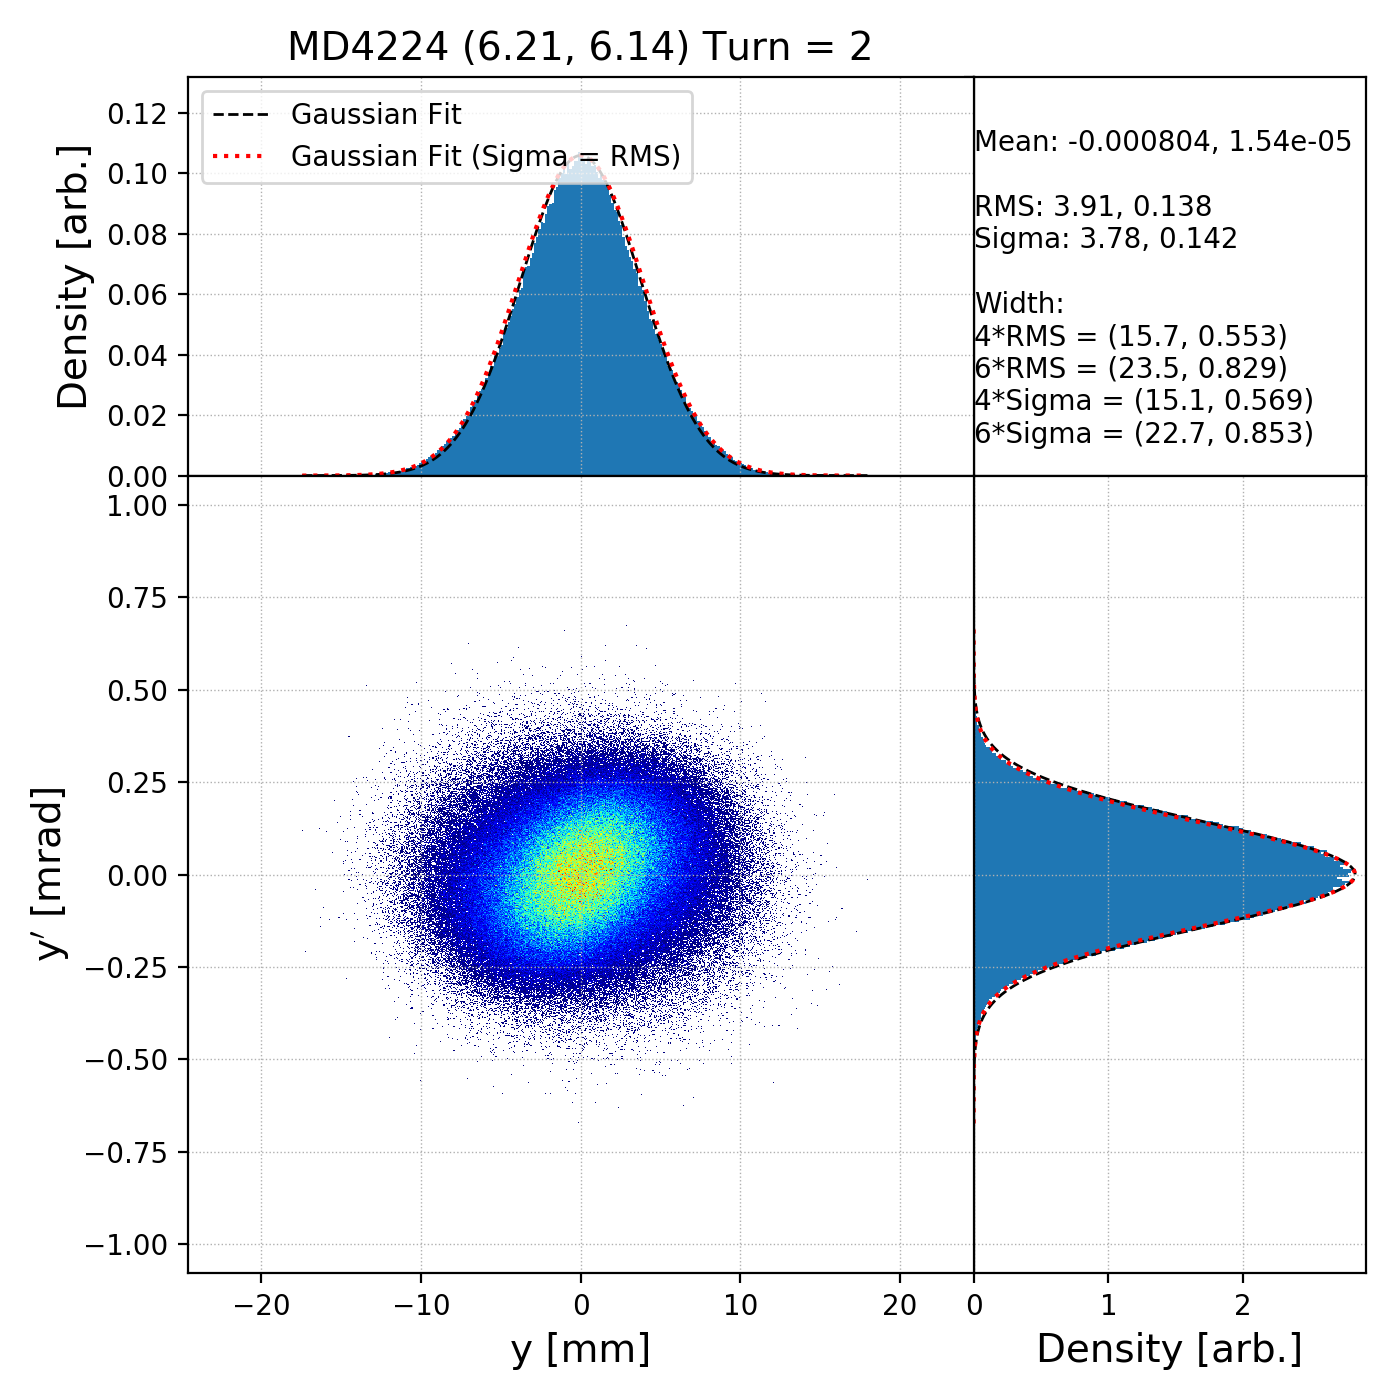 MD4224 (6.21, 6.14) Turn = 2
Gaussian Fit
Gaussian Fit (Sigma = RMS)
Density [arb.]
0.12
0.10
0.08
0.06
0.04
0.02
0.00
Mean: -0.000804, 1.54e-05
RMS: 3.91, 0.138
Sigma: 3.78, 0.142
Width:
4*RMS = (15.7, 0.553)
6*RMS = (23.5, 0.829)
4*Sigma = (15.1, 0.569)
6*Sigma = (22.7, 0.853)
y’ [mrad]
1.00
0.75
0.50
0.25
0.00
−0.25
−0.50
−0.75
−1.00
−20 −10 0 10 20
y [mm]
0 1 2
Density [arb.]